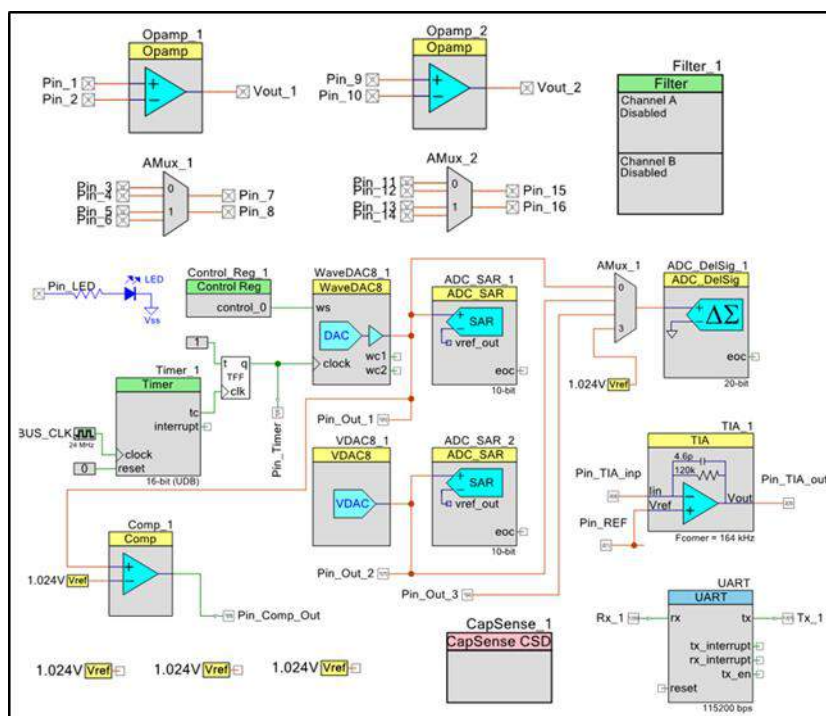 Opamp_1
Opamp
Pin_1
Pin_2
Vout_1
Opamp_2
Opamp
Pin_9
Pin_10
Vout_2
Filter_1
Filter
Channel A
Disabled
Channel B
Disabled
AMux_1
Pin_3
Pin_4
Pin_5
Pin_6
0
1
Pin_7
Pin_8
AMux_2
Pin_11
Pin_12
Pin_13
Pin_14
0
1
Pin_15
Pin_16
Pin_LED
LED
Vss
Control_Reg_1
Control Reg
control_0
WaveDAC8_1
WaveDAC8
ws
DAC
wc1
wc2
clock
ADC_SAR_1
ADC_SAR
SAR
vref_out
eoc
10-bit
AMux_1
0
3
1.024V Vref
ADC_DelSig_1
ADC_DelSig
ΔΣ
eoc
20-bit
1
t q
TFF
clk
Timer_1
Timer
tc
interrupt
clock
reset
16-bit (UDB)
3US_CLK
24 MHz
0
Pin_Timer
Pin_Out_1
VDAC8_1
VDAC8
VDAC
ADC_SAR_2
ADC_SAR
SAR
vref_out
eoc
10-bit
TIA_1
TIA
4.6p
120k
Iin
Vref
Vout
Fcorner = 164 kHz
Pin_TIA_inp
Pin_TIA_out
Pin_REF
Comp_1
Comp
1.024V Vref
Pin_Comp_Out
Pin_Out_2
Pin_Out_3
CapSense_1
CapSense CSD
UART
UART
Rx_1
rx
tx
Tx_1
tx_interrupt
rx_interrupt
tx_en
reset
115200 bps
1.024V Vref
1.024V Vref
1.024V Vref